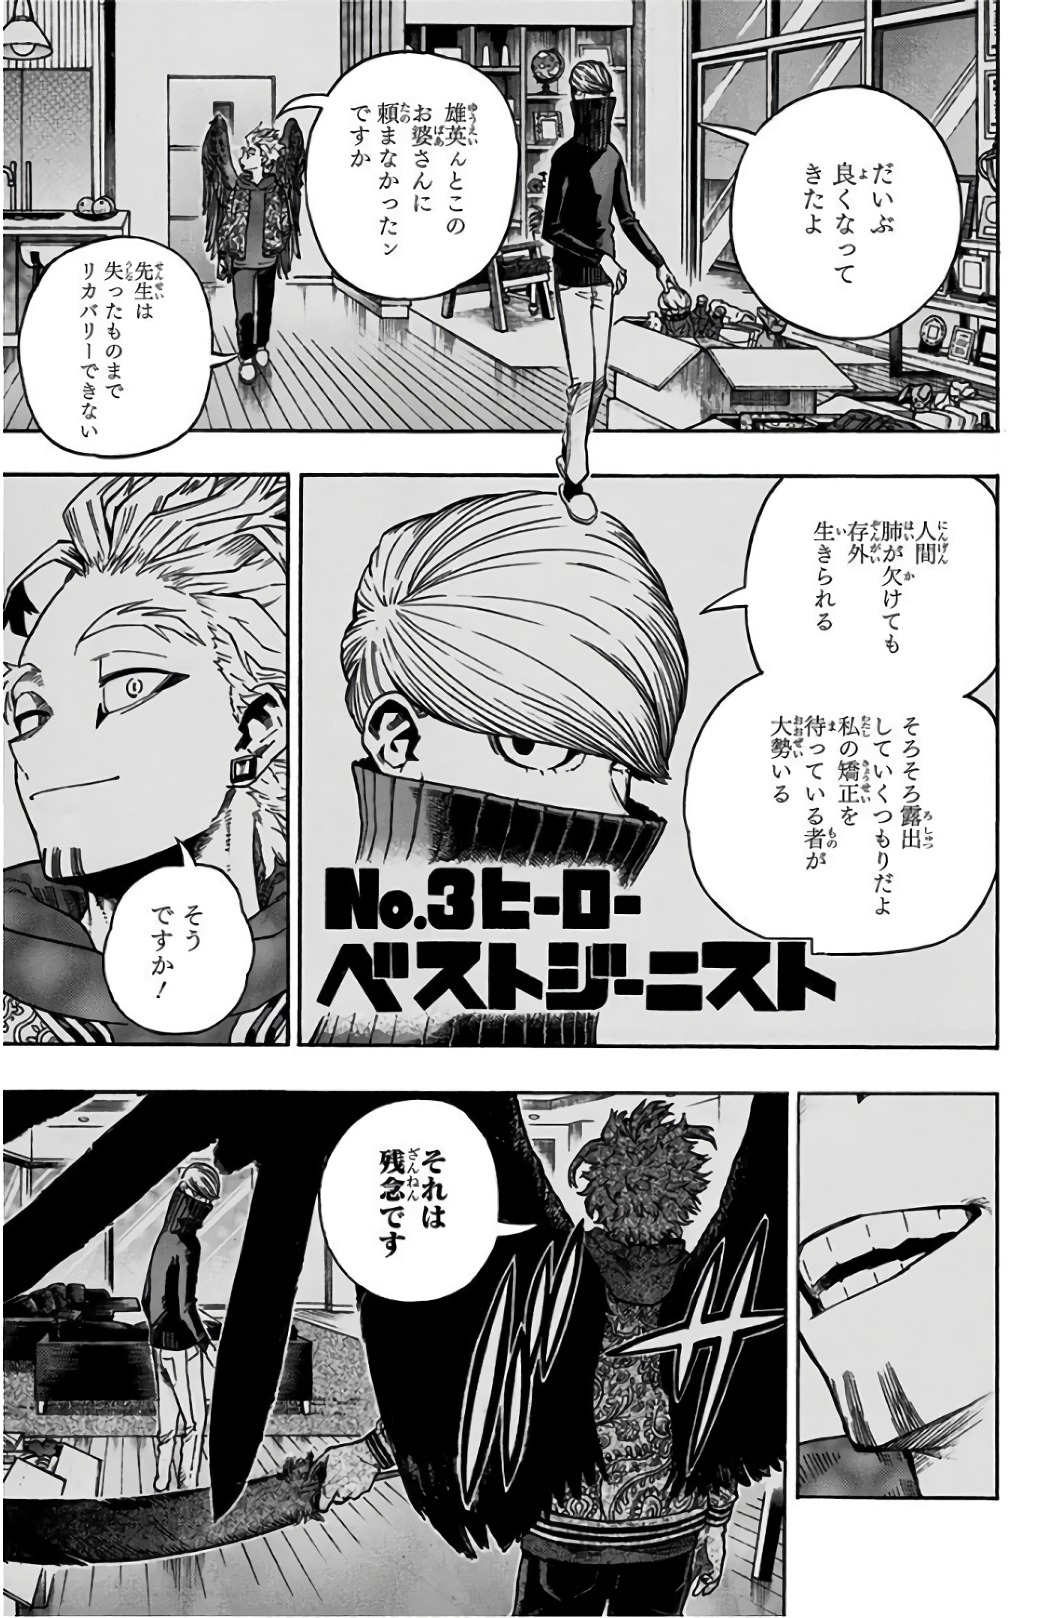 だいぶ
良くなって
きたよ
雄英んとこの
お婆さんに
頼まなかったン
ですか
先生は
失ったものまで
リカバリーできない
人間
肺が欠けても
存外
生きられる
そろそろ露出
していくつもりだよ
私の矯正を
待っている者が
大勢いる
No.3ヒーロー
ベストジーニスト
そう
ですか!
それは
残念です